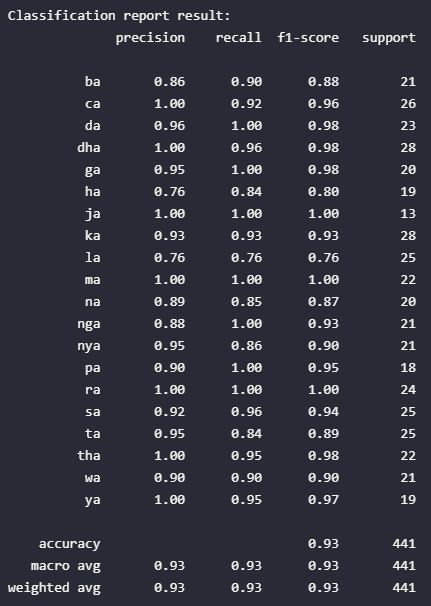 Classification report result:
precision recall f1-score support
ba 0.86 0.90 0.88 21
ca 1.00 0.92 0.96 26
da 0.96 1.00 0.98 23
dha 1.00 0.96 0.98 28
ga 0.95 1.00 0.98 20
ha 0.76 0.84 0.80 19
ja 1.00 1.00 1.00 13
ka 0.93 0.93 0.93 28
la 0.76 0.76 0.76 25
ma 1.00 1.00 1.00 22
na 0.89 0.85 0.87 20
nga 0.88 1.00 0.93 21
nya 0.95 0.86 0.90 21
pa 0.90 1.00 0.95 18
ra 1.00 1.00 1.00 24
sa 0.92 0.96 0.94 25
ta 0.95 0.84 0.89 25
tha 1.00 0.95 0.98 22
wa 0.90 0.90 0.90 21
ya 1.00 0.95 0.97 19
accuracy 0.93 441
macro avg 0.93 0.93 0.93 441
weighted avg 0.93 0.93 0.93 441